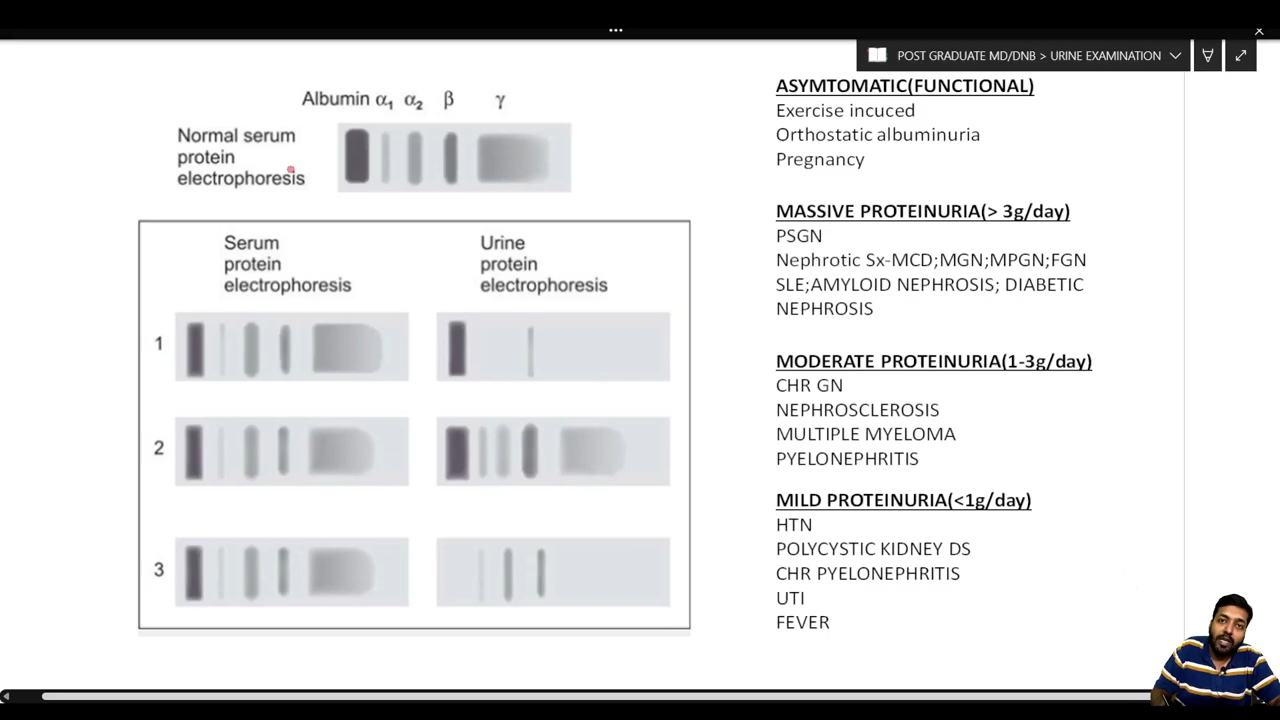 POST GRADUATE MD/DNB > URINE EXAMINATION
Albumin α₁ α₂ β γ
Normal serum
protein
electrophoresis
Serum
protein
electrophoresis
Urine
protein
electrophoresis
1
2
3
ASYMTOMATIC(FUNCTIONAL)
Exercise incuced
Orthostatic albuminuria
Pregnancy
MASSIVE PROTEINURIA(> 3g/day)
PSGN
Nephrotic Sx-MCD;MGN;MPGN;FGN
SLE;AMYLOID NEPHROSIS; DIABETIC
NEPHROSIS
MODERATE PROTEINURIA(1-3g/day)
CHR GN
NEPHROSCLEROSIS
MULTIPLE MYELOMA
PYELONEPHRITIS
MILD PROTEINURIA(<1g/day)
HTN
POLYCYSTIC KIDNEY DS
CHR PYELONEPHRITIS
UTI
FEVER